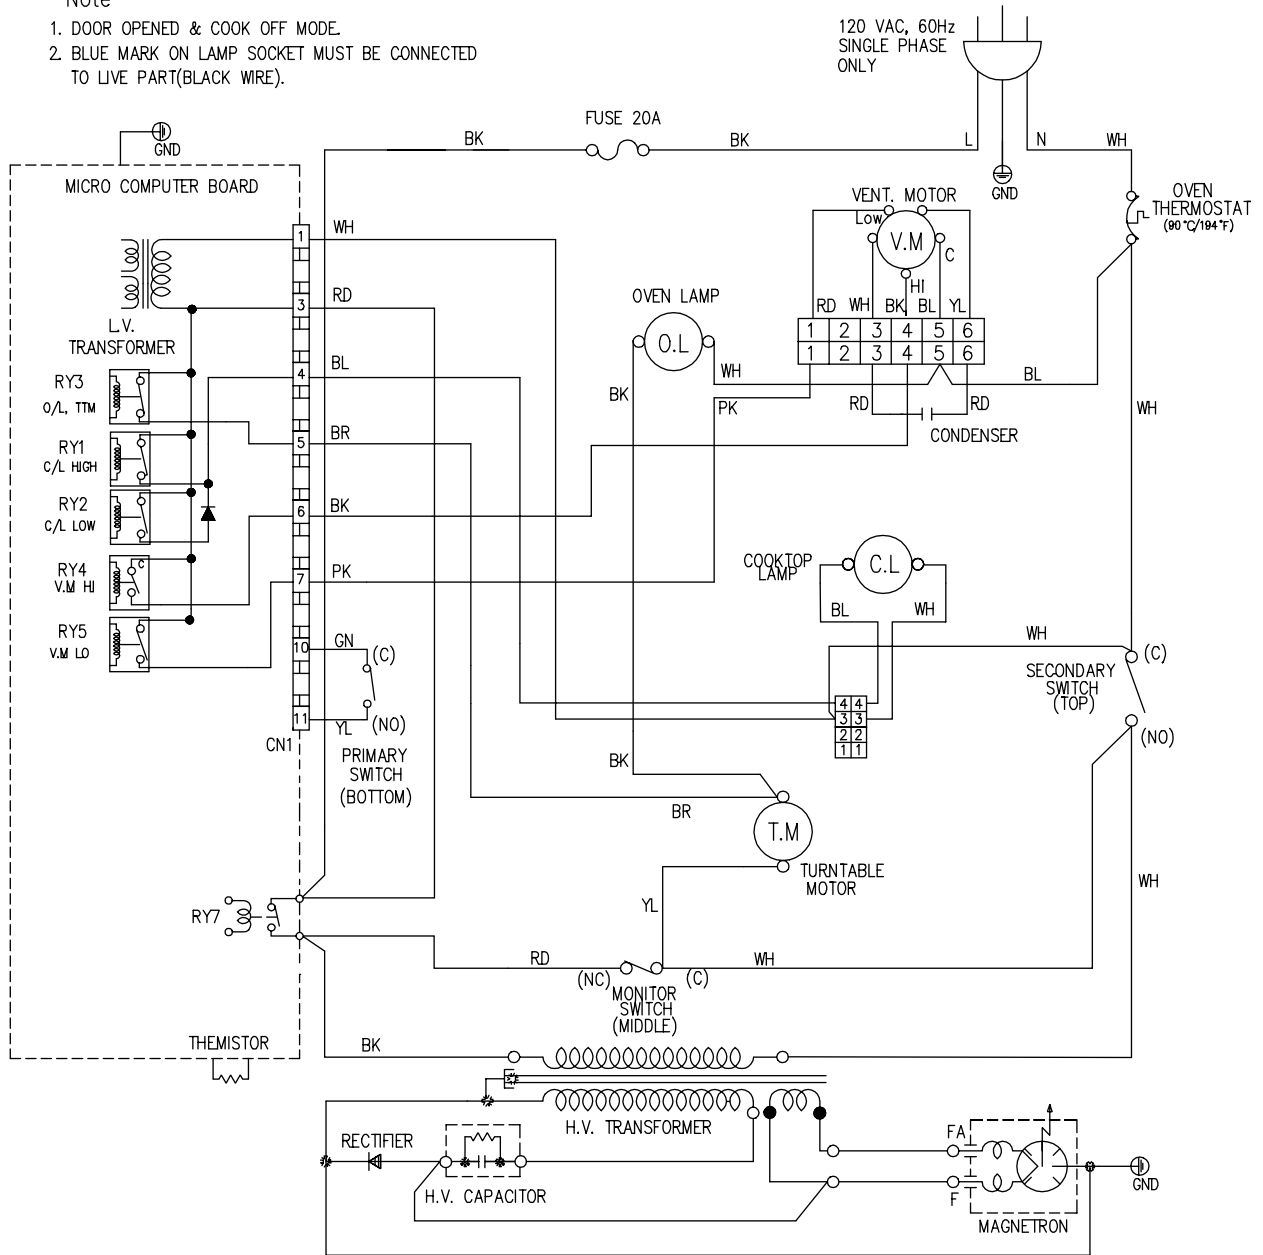 Note
1. DOOR OPENED & COOK OFF MODE.
2. BLUE MARK ON LAMP SOCKET MUST BE CONNECTED
TO LIVE PART(BLACK WIRE).
120 VAC, 60Hz
SINGLE PHASE
ONLY
FUSE 20A
BK
BK
L
N
WH
GND
GND
MICRO COMPUTER BOARD
OVEN
THERMOSTAT
(90°C/194°F)
VENT. MOTOR
Low
V.M
C
HI
RD
WH
BK
BL
YL
1 2 3 4 5 6
1 2 3 4 5 6
1
WH
3
RD
L.V.
TRANSFORMER
OVEN LAMP
O.L
WH
BK
PK
BL
RD
RD
CONDENSER
WH
RY3
O/L, TTM
4
BL
RY1
C/L HIGH
5
BR
RY2
C/L LOW
6
BK
RY4
V.M HI
C
7
PK
RY5
V.M LO
COOKTOP
LAMP
C.L
BL
WH
WH
10
GN
(C)
11
YL
(NO)
CN1
PRIMARY
SWITCH
(BOTTOM)
(C)
SECONDARY
SWITCH
(TOP)
(NO)
4 4
3 3
2 2
1 1
BK
BR
T.M
TURNTABLE
MOTOR
YL
WH
RY7
RD
(NC)
(C)
WH
MONITOR
SWITCH
(MIDDLE)
THEMISTOR
BK
H.V. TRANSFORMER
RECTIFIER
H.V. CAPACITOR
FA
F
GND
MAGNETRON